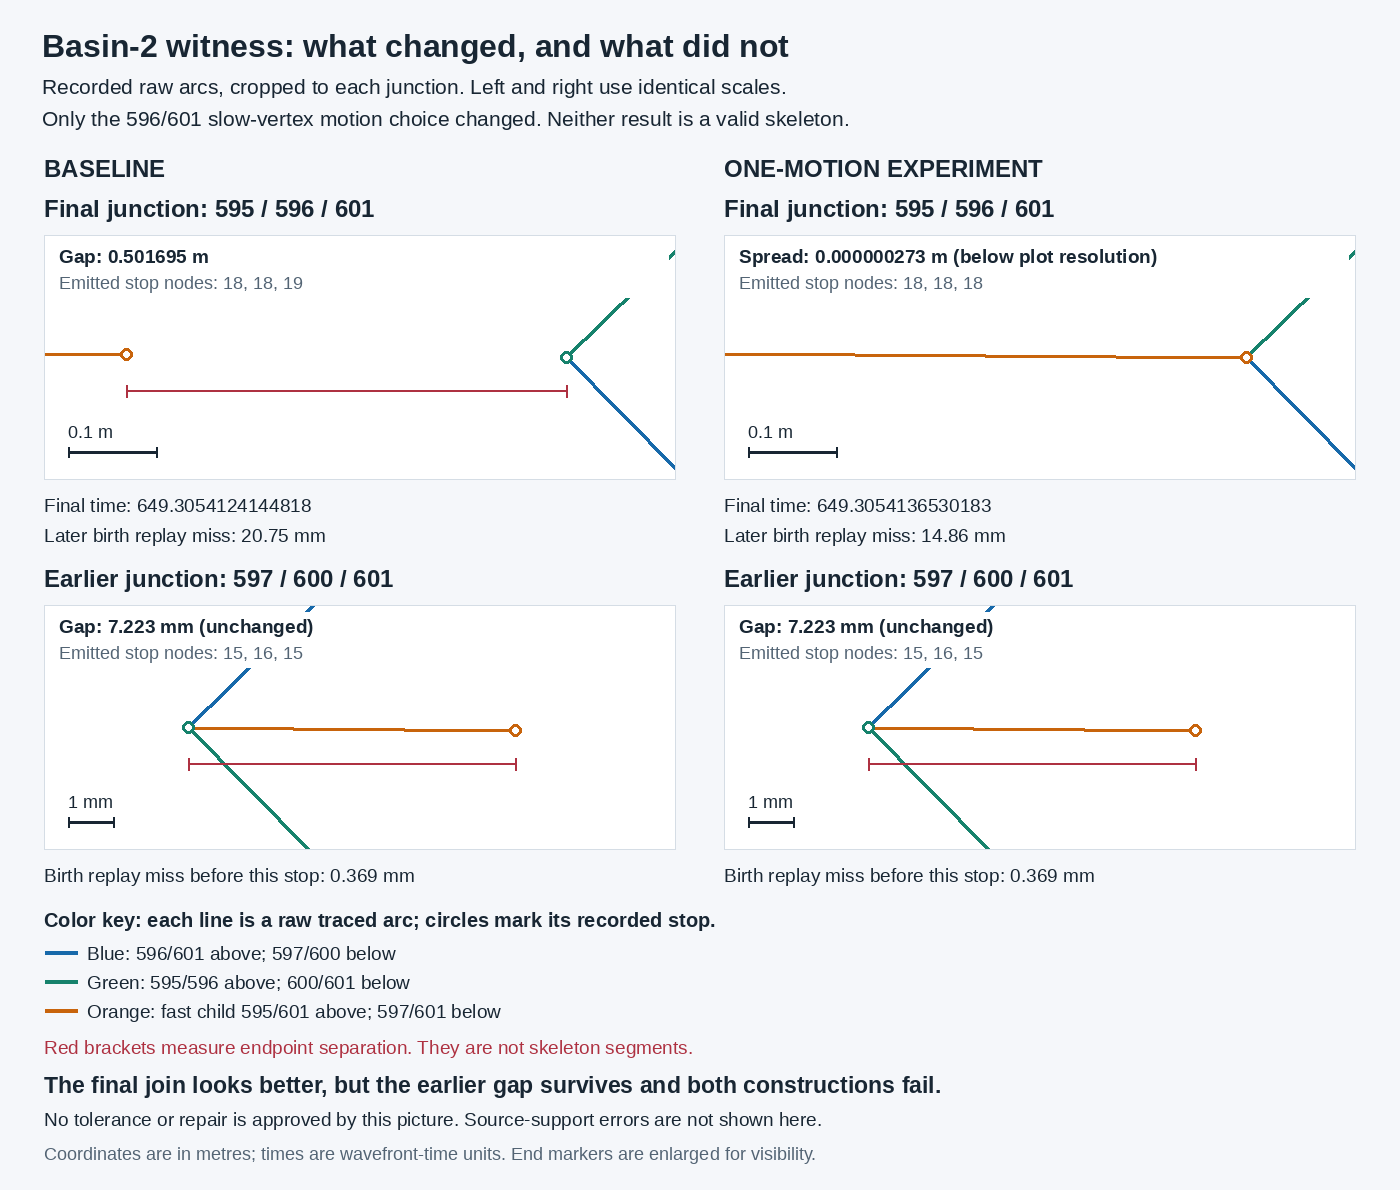 Basin-2 witness: what changed, and what did not
Recorded raw arcs, cropped to each junction. Left and right use identical scales.
Only the 596/601 slow-vertex motion choice changed. Neither result is a valid skeleton.
BASELINE
Final junction: 595 / 596 / 601
Gap: 0.501695 m
Emitted stop nodes: 18, 18, 19
0.1 m
Final time: 649.3054124144818
Later birth replay miss: 20.75 mm
Earlier junction: 597 / 600 / 601
Gap: 7.223 mm (unchanged)
Emitted stop nodes: 15, 16, 15
1 mm
Birth replay miss before this stop: 0.369 mm
ONE-MOTION EXPERIMENT
Final junction: 595 / 596 / 601
Spread: 0.000000273 m (below plot resolution)
Emitted stop nodes: 18, 18, 18
0.1 m
Final time: 649.3054136530183
Later birth replay miss: 14.86 mm
Earlier junction: 597 / 600 / 601
Gap: 7.223 mm (unchanged)
Emitted stop nodes: 15, 16, 15
1 mm
Birth replay miss before this stop: 0.369 mm
Color key: each line is a raw traced arc; circles mark its recorded stop.
Blue: 596/601 above; 597/600 below
Green: 595/596 above; 600/601 below
Orange: fast child 595/601 above; 597/601 below
Red brackets measure endpoint separation. They are not skeleton segments.
The final join looks better, but the earlier gap survives and both constructions fail.
No tolerance or repair is approved by this picture. Source-support errors are not shown here.
Coordinates are in metres; times are wavefront-time units. End markers are enlarged for visibility.